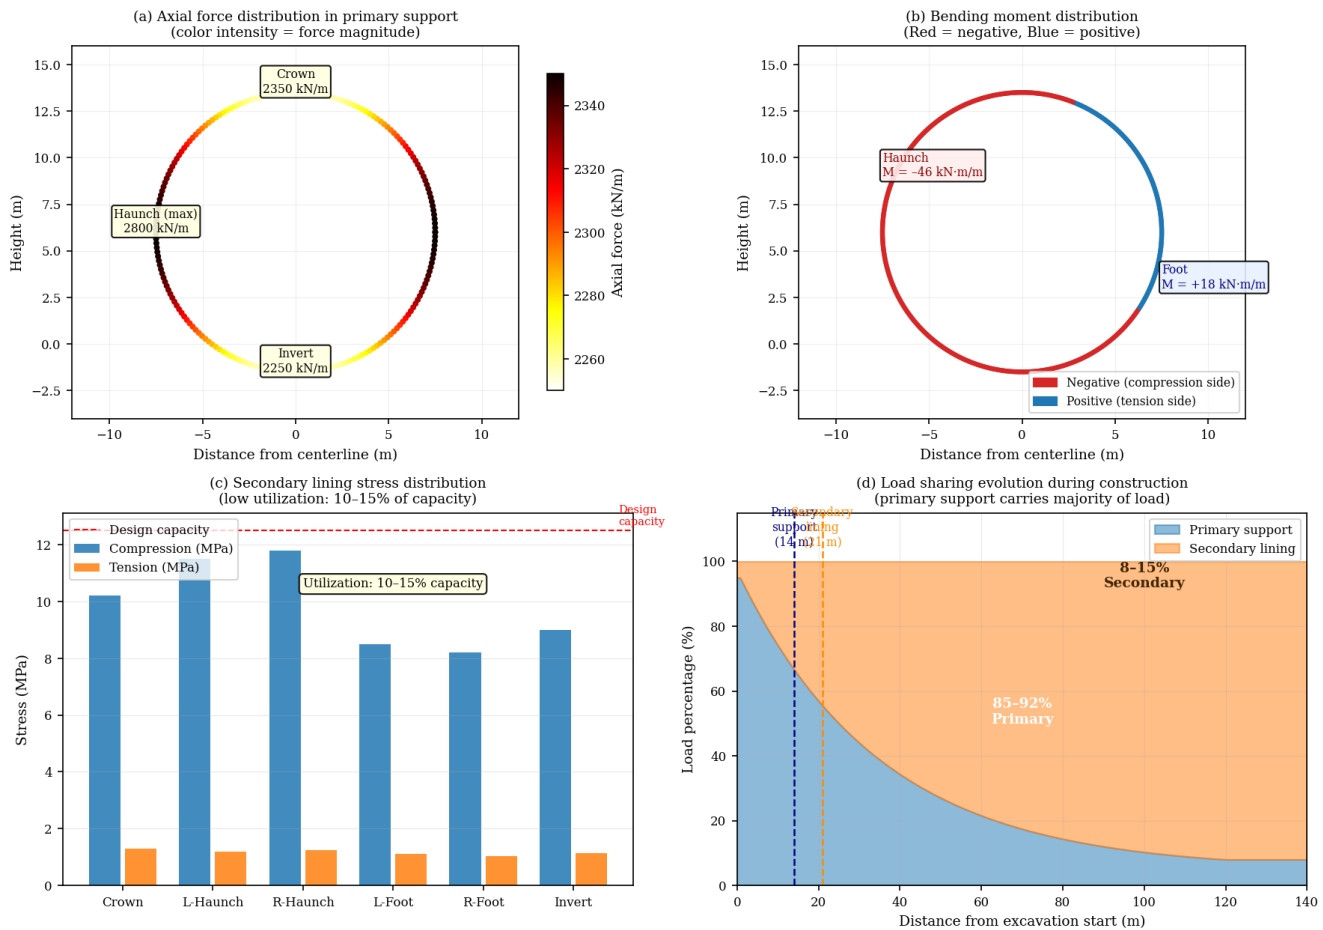 (a) Axial force distribution in primary support
(color intensity = force magnitude)
15.0
12.5
10.0
7.5
5.0
2.5
0.0
−2.5
Height (m)
−10
−5
0
5
10
Distance from centerline (m)
Crown
2350 kN/m
Haunch (max)
2800 kN/m
Invert
2250 kN/m
2340
2320
2300
2280
2260
Axial force (kN/m)
(b) Bending moment distribution
(Red = negative, Blue = positive)
15.0
12.5
10.0
7.5
5.0
2.5
0.0
−2.5
Height (m)
−10
−5
0
5
10
Distance from centerline (m)
Haunch
M = –46 kN·m/m
Foot
M = +18 kN·m/m
Negative (compression side)
Positive (tension side)
(c) Secondary lining stress distribution
(low utilization: 10–15% of capacity)
Design
capacity
Design capacity
Compression (MPa)
Tension (MPa)
Utilization: 10–15% capacity
12
10
8
6
4
2
0
Stress (MPa)
Crown
L-Haunch
R-Haunch
L-Foot
R-Foot
Invert
(d) Load sharing evolution during construction
(primary support carries majority of load)
Primary
support
(14 m)
Secondary
lining
(21 m)
Primary support
Secondary lining
8–15%
Secondary
85–92%
Primary
100
80
60
40
20
0
Load percentage (%)
0
20
40
60
80
100
120
140
Distance from excavation start (m)